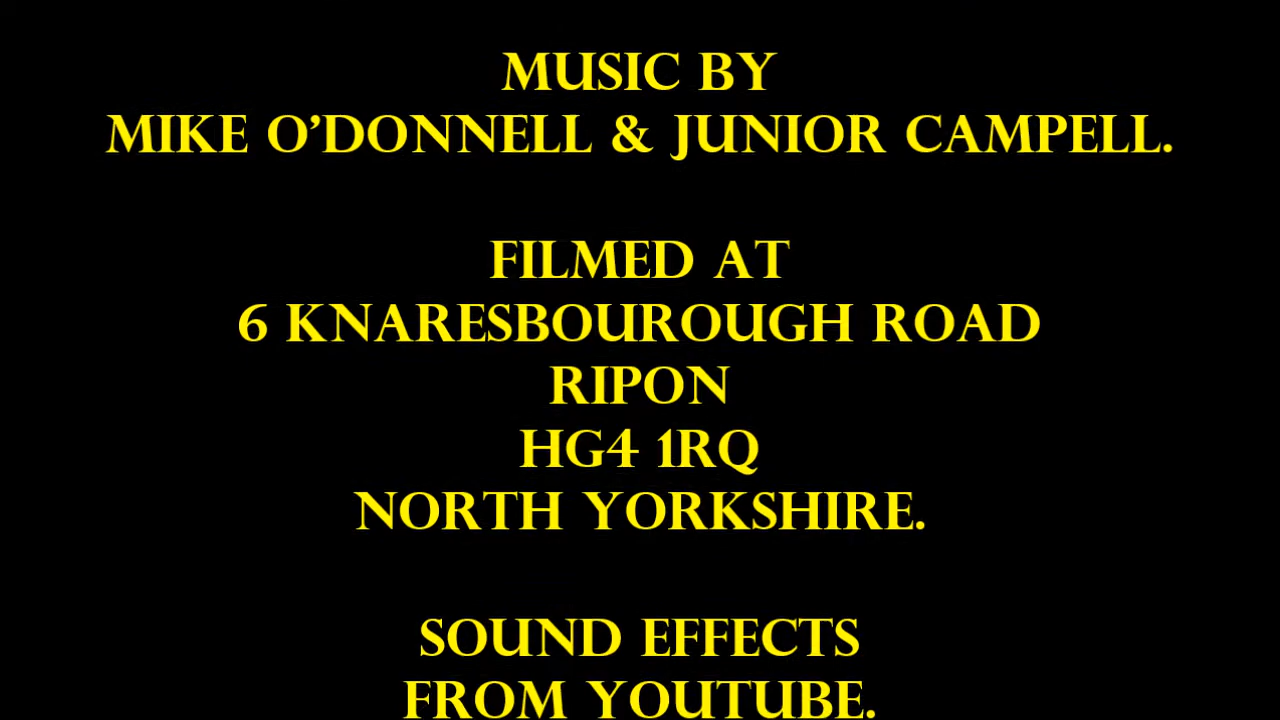 MUSIC BY
MIKE O'DONNELL & JUNIOR CAMPELL.
FILMED AT
6 KNARESBOUROUGH ROAD
RIPON
HG4 1RQ
NORTH YORKSHIRE.
SOUND EFFECTS
FROM YOUTUBE.